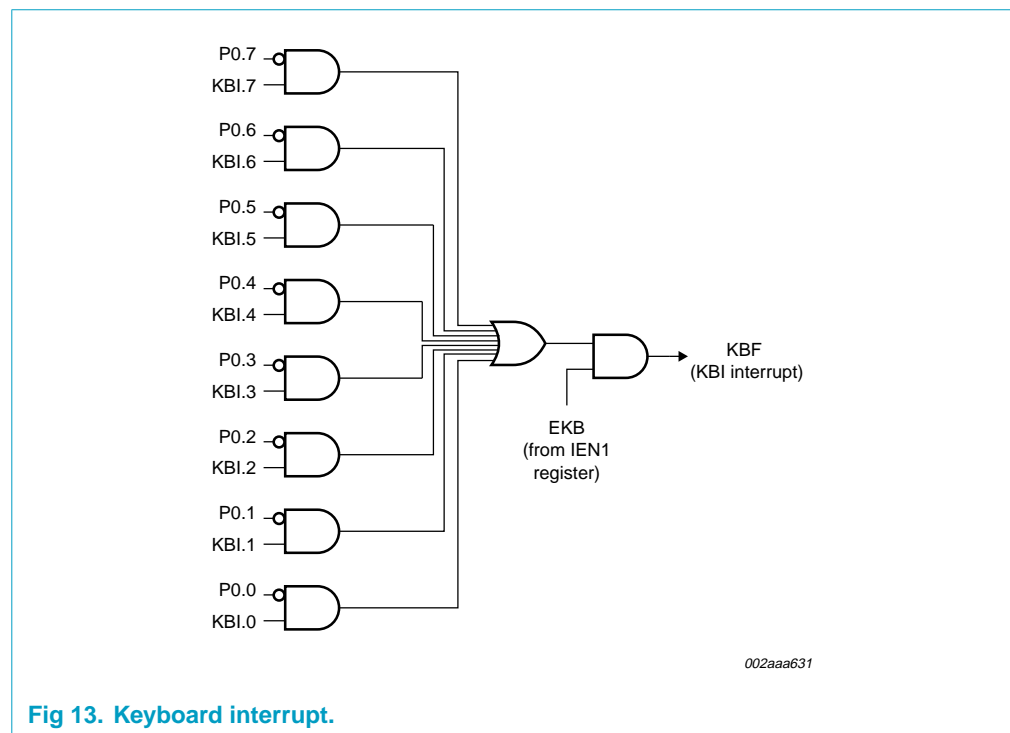 P0.7
KBI.7
P0.6
KBI.6
P0.5
KBI.5
P0.4
KBI.4
P0.3
KBI.3
P0.2
KBI.2
P0.1
KBI.1
P0.0
KBI.0
EKB
(from IEN1
register)
KBF
(KBI interrupt)
002aaa631
Fig 13. Keyboard interrupt.